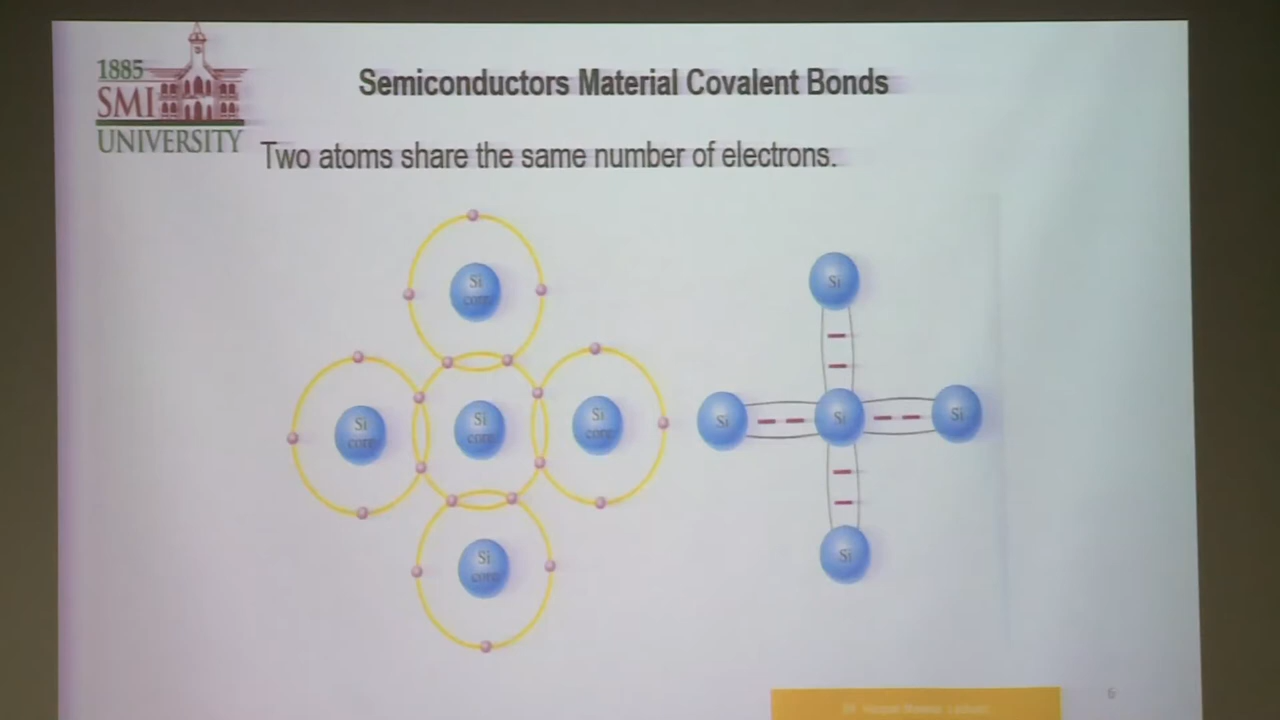 1885
SMI
UNIVERSITY
Semiconductors Material Covalent Bonds
Two atoms share the same number of electrons.
Si
core
Si
core
Si
core
Si
core
Si
core
Si
Si
Si
Si
Si
6